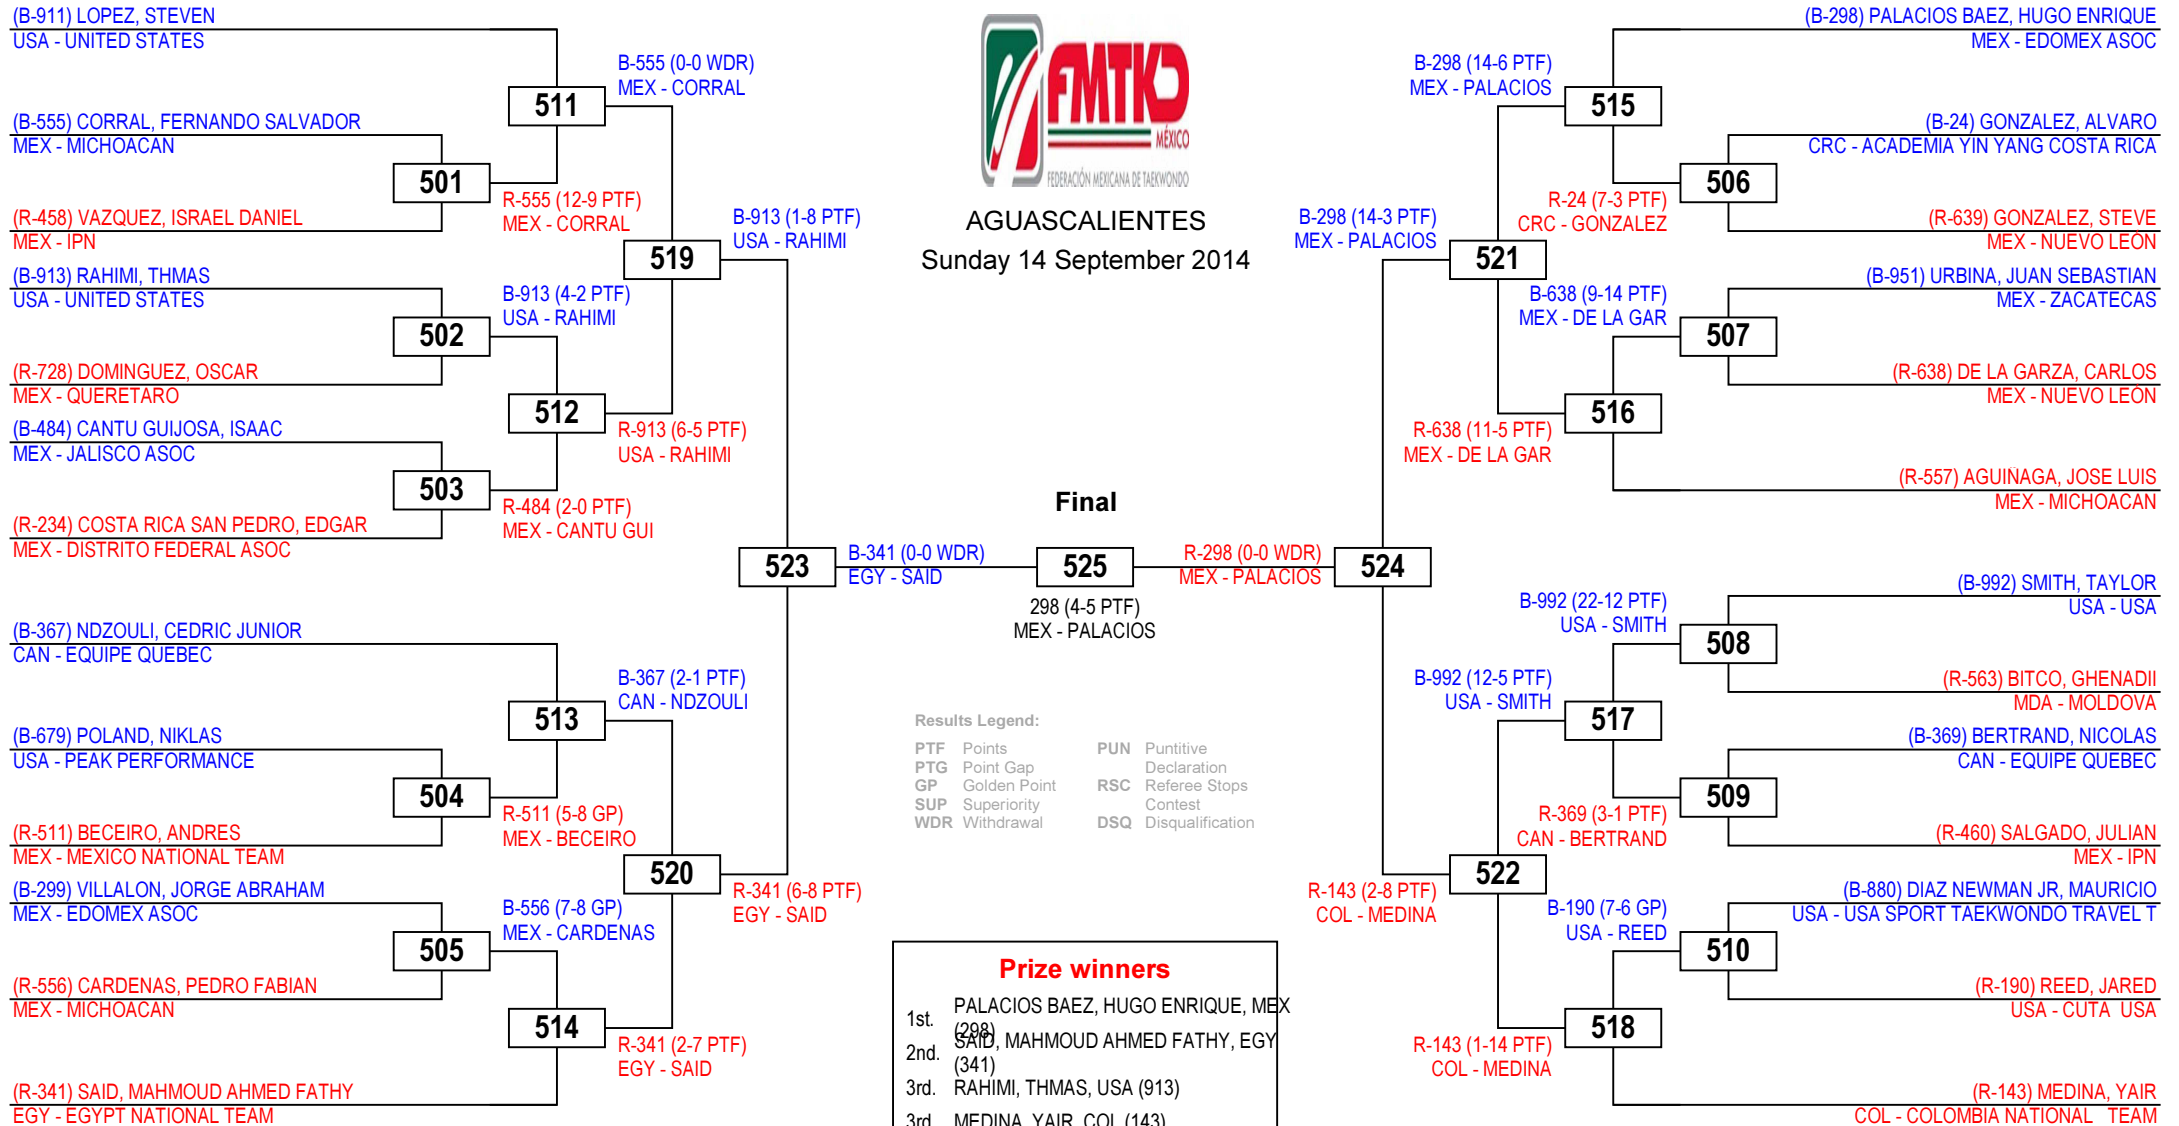 (B-911) LOPEZ, STEVEN
USA - UNITED STATES
(B-555) CORRAL, FERNANDO SALVADOR
MEX - MICHOACAN
(R-458) VAZQUEZ, ISRAEL DANIEL
MEX - IPN
(B-913) RAHIMI, THMAS
USA - UNITED STATES
(R-728) DOMINGUEZ, OSCAR
MEX - QUERETARO
(B-484) CANTU GUIJOSA, ISAAC
MEX - JALISCO ASOC
(R-234) COSTA RICA SAN PEDRO, EDGAR
MEX - DISTRITO FEDERAL ASOC
(B-367) NDZOULI, CEDRIC JUNIOR
CAN - EQUIPE QUEBEC
(B-679) POLAND, NIKLAS
USA - PEAK PERFORMANCE
(R-511) BECEIRO, ANDRES
MEX - MEXICO NATIONAL TEAM
(B-299) VILLALON, JORGE ABRAHAM
MEX - EDOMEX ASOC
(R-556) CARDENAS, PEDRO FABIAN
MEX - MICHOACAN
(R-341) SAID, MAHMOUD AHMED FATHY
EGY - EGYPT NATIONAL TEAM
501
502
503
504
505
R-555 (12-9 PTF)
MEX - CORRAL
B-913 (4-2 PTF)
USA - RAHIMI
R-484 (2-0 PTF)
MEX - CANTU GUI
R-511 (5-8 GP)
MEX - BECEIRO
B-556 (7-8 GP)
MEX - CARDENAS
511
512
513
514
B-555 (0-0 WDR)
MEX - CORRAL
R-913 (6-5 PTF)
USA - RAHIMI
B-367 (2-1 PTF)
CAN - NDZOULI
R-341 (2-7 PTF)
EGY - SAID
519
520
B-913 (1-8 PTF)
USA - RAHIMI
R-341 (6-8 PTF)
EGY - SAID
523
B-341 (0-0 WDR)
EGY - SAID
FMTKD
MÉXICO
FEDERACIÓN MEXICANA DE TAEKWONDO
AGUASCALIENTES
Sunday 14 September 2014
Final
525
298 (4-5 PTF)
MEX - PALACIOS
R-298 (0-0 WDR)
MEX - PALACIOS
524
Results Legend:
PTF Points
PTG Point Gap
GP Golden Point
SUP Superiority
WDR Withdrawal
PUN Puntitive
Declaration
RSC Referee Stops
Contest
DSQ Disqualification
Prize winners
1st. PALACIOS BAEZ, HUGO ENRIQUE, MEX
(298)
2nd. SAID, MAHMOUD AHMED FATHY, EGY
(341)
3rd. RAHIMI, THMAS, USA (913)
3rd. MEDINA, YAIR, COL (143)
B-298 (14-3 PTF)
MEX - PALACIOS
R-143 (2-8 PTF)
COL - MEDINA
521
522
B-298 (14-6 PTF)
MEX - PALACIOS
R-638 (11-5 PTF)
MEX - DE LA GAR
B-992 (12-5 PTF)
USA - SMITH
R-143 (1-14 PTF)
COL - MEDINA
515
516
517
518
R-24 (7-3 PTF)
CRC - GONZALEZ
B-638 (9-14 PTF)
MEX - DE LA GAR
B-992 (22-12 PTF)
USA - SMITH
R-369 (3-1 PTF)
CAN - BERTRAND
B-190 (7-6 GP)
USA - REED
506
507
508
509
510
(B-298) PALACIOS BAEZ, HUGO ENRIQUE
MEX - EDOMEX ASOC
(B-24) GONZALEZ, ALVARO
CRC - ACADEMIA YIN YANG COSTA RICA
(R-639) GONZALEZ, STEVE
MEX - NUEVO LEÓN
(B-951) URBINA, JUAN SEBASTIAN
MEX - ZACATECAS
(R-638) DE LA GARZA, CARLOS
MEX - NUEVO LEÓN
(R-557) AGUIÑAGA, JOSE LUIS
MEX - MICHOACAN
(B-992) SMITH, TAYLOR
USA - USA
(R-563) BITCO, GHENADII
MDA - MOLDOVA
(B-369) BERTRAND, NICOLAS
CAN - EQUIPE QUEBEC
(R-460) SALGADO, JULIAN
MEX - IPN
(B-880) DIAZ NEWMAN JR, MAURICIO
USA - USA SPORT TAEKWONDO TRAVEL T
(R-190) REED, JARED
USA - CUTA USA
(R-143) MEDINA, YAIR
COL - COLOMBIA NATIONAL TEAM